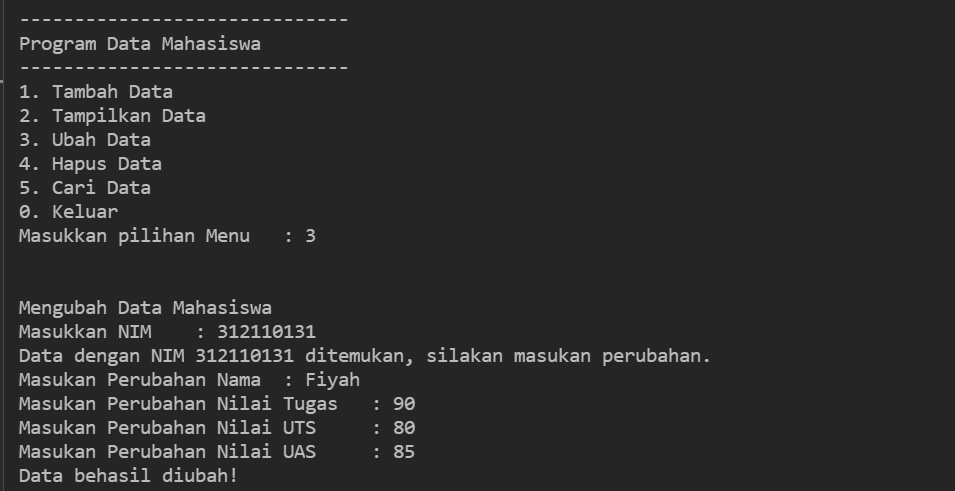 ------------------------------
Program Data Mahasiswa
------------------------------
1. Tambah Data
2. Tampilkan Data
3. Ubah Data
4. Hapus Data
5. Cari Data
0. Keluar
Masukkan pilihan Menu   : 3
Mengubah Data Mahasiswa
Masukkan NIM    : 312110131
Data dengan NIM 312110131 ditemukan, silakan masukan perubahan.
Masukan Perubahan Nama  : Fiyah
Masukan Perubahan Nilai Tugas   : 90
Masukan Perubahan Nilai UTS     : 80
Masukan Perubahan Nilai UAS     : 85
Data behasil diubah!